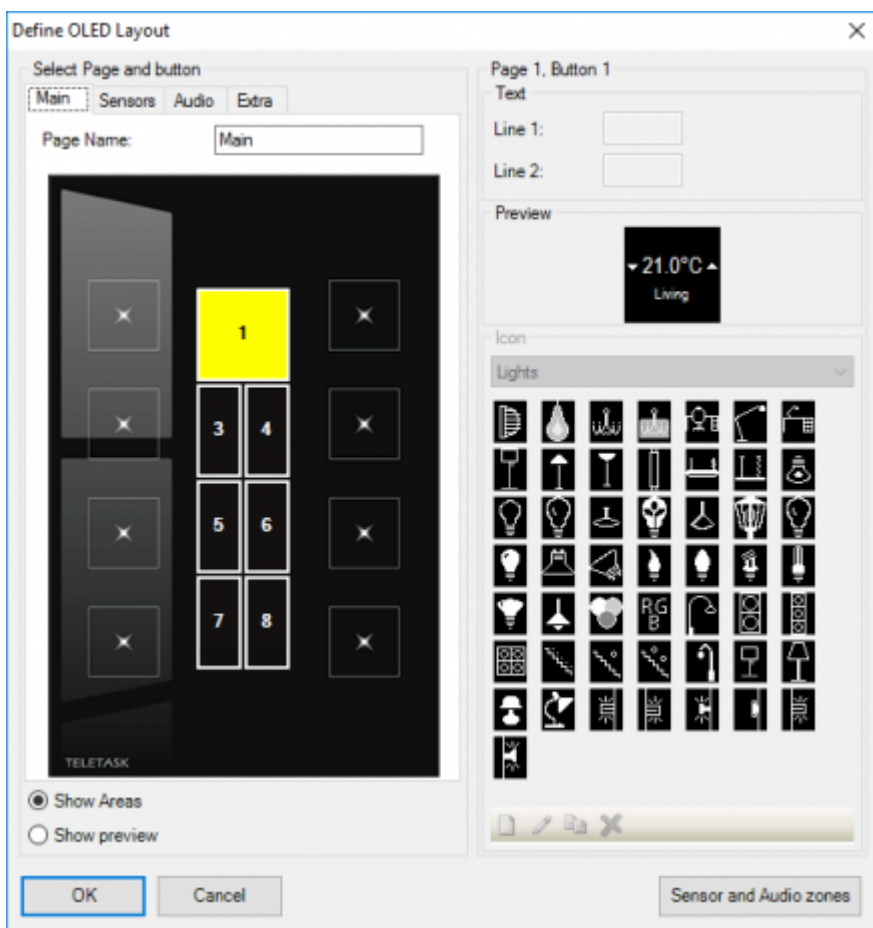 Define OLED Layout
Select Page and button
Main Sensors Audio Extra
Page Name: Main
1
3 4
5 6
7 8
TELETASK
Show Areas
Show preview
OK Cancel
Page 1, Button 1
Text
Line 1:
Line 2:
Preview
21.0°C
Living
Icon
Lights
RG
B
Sensor and Audio zones